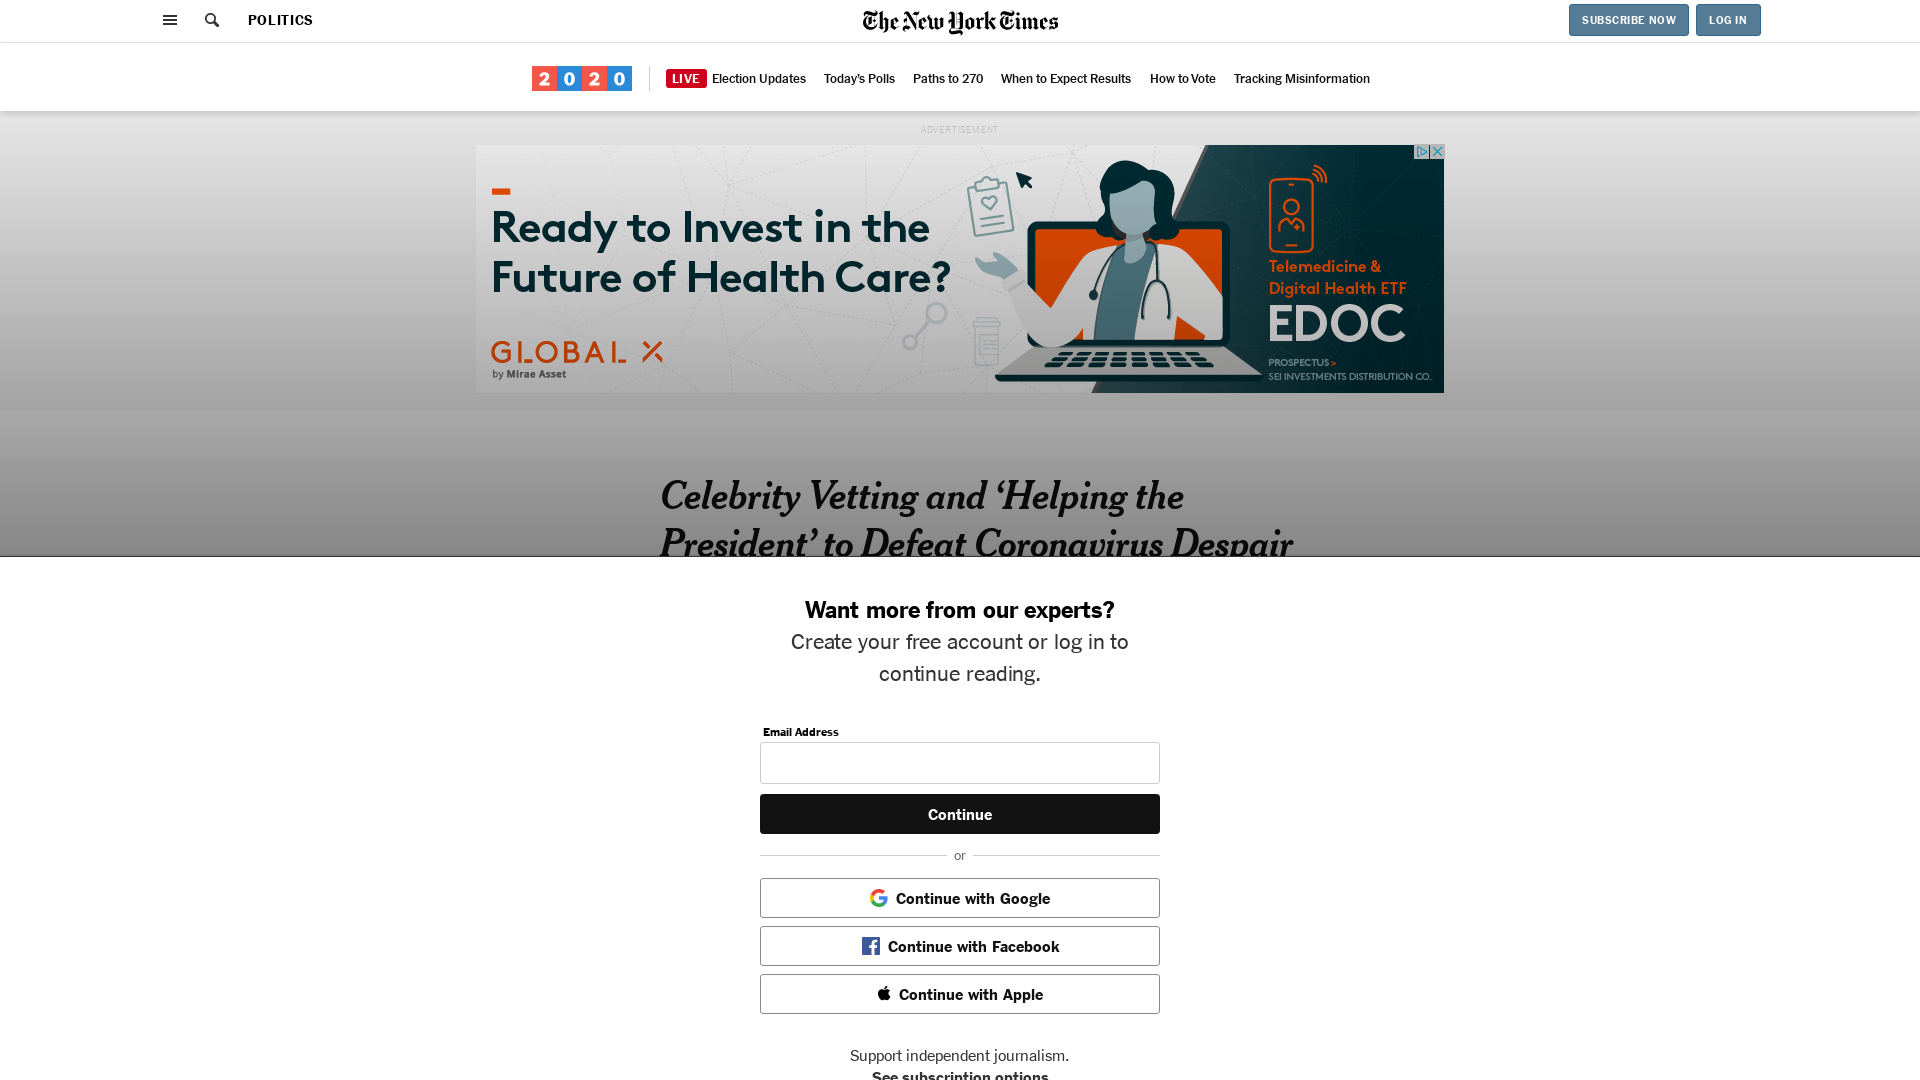 POLITICS
The New York Times
SUBSCRIBE NOW
LOG IN
2020
LIVE Election Updates Today's Polls Paths to 270 When to Expect Results How to Vote Tracking Misinformation
ADVERTISEMENT
Ready to Invest in the
Future of Health Care?
GLOBAL X
by Mirae Asset
Telemedicine &
Digital Health ETF
EDOC
PROSPECTUS >
SEI INVESTMENTS DISTRIBUTION CO.
Celebrity Vetting and ‘Helping the
President’ to Defeat Coronavirus Despair
Want more from our experts?
Create your free account or log in to
continue reading.
Email Address
Continue
or
Continue with Google
Continue with Facebook
Continue with Apple
Support independent journalism.
See subscription options